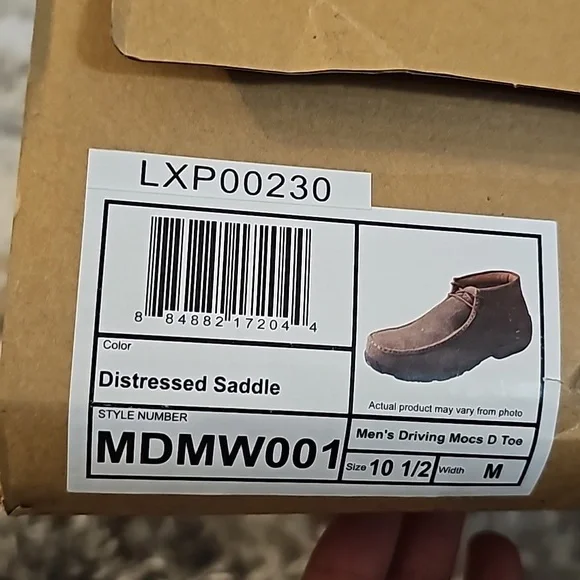 LXP00230
8 84882 17204 4
Color
Distressed Saddle
STYLE NUMBER
MDMW001
Actual product may vary from photo
Men's Driving Mocs D Toe
Size 10 1/2 Width M